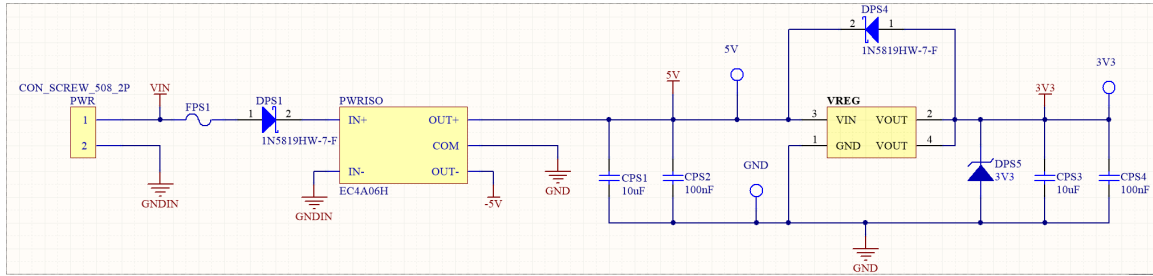 DPS4
2 1
1N5819HW-7-F
5V
3V3
CON_SCREW_508_2P
PWR
VIN
FPS1
DPS1
1 2
1N5819HW-7-F
PWRISO
5V
VREG
3V3
1
2
IN+ OUT+
COM
IN- OUT-
EC4A06H
3 VIN VOUT 2
1 GND VOUT 4
GNDIN
GNDIN
-5V
GND
GND
CPS1
10uF
CPS2
100nF
DPS5
3V3
CPS3
10uF
CPS4
100nF
GND